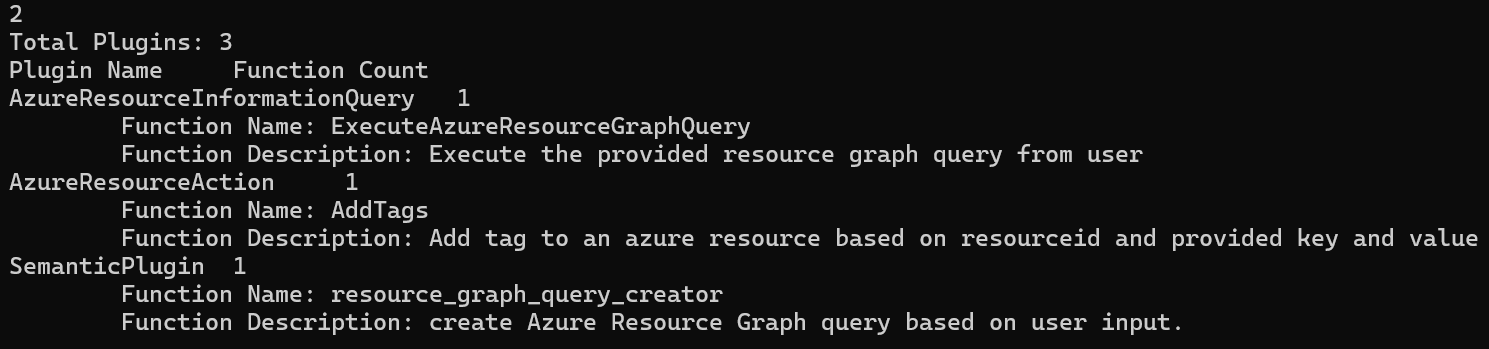 2
Total Plugins: 3
Plugin Name     Function Count
AzureResourceInformationQuery   1
        Function Name: ExecuteAzureResourceGraphQuery
        Function Description: Execute the provided resource graph query from user
AzureResourceAction     1
        Function Name: AddTags
        Function Description: Add tag to an azure resource based on resourceid and provided key and value
SemanticPlugin  1
        Function Name: resource_graph_query_creator
        Function Description: create Azure Resource Graph query based on user input.